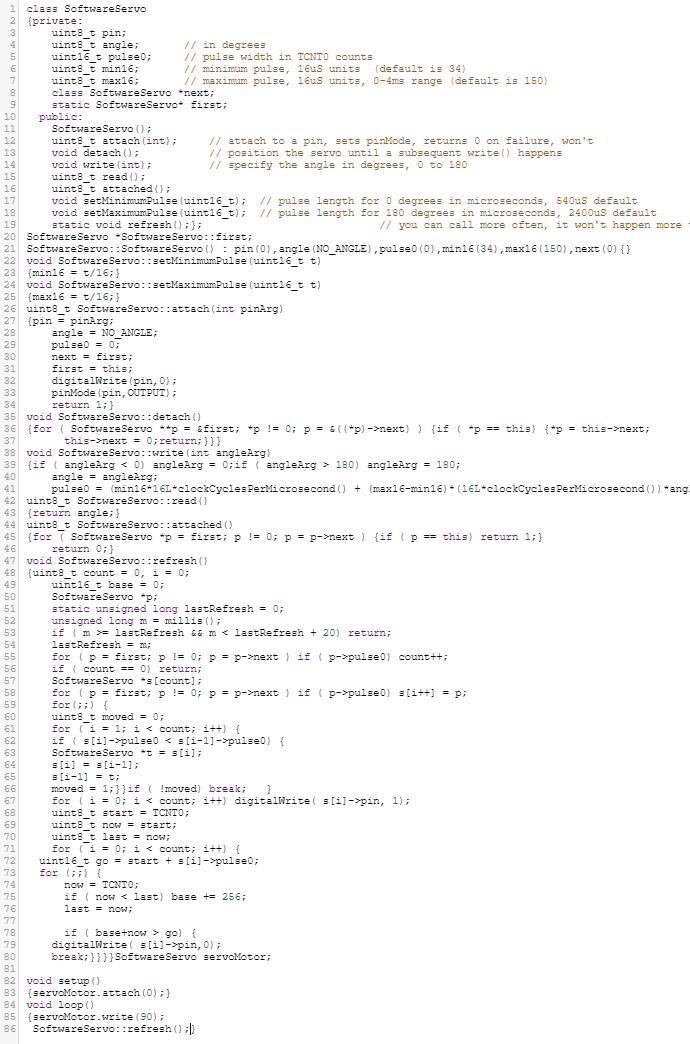 1 class SoftwareServo
2 {private:
3 uint8_t pin;
4 uint8_t angle; // in degrees
5 uint16_t pulse0; // pulse width in TCNT0 counts
6 uint8_t min16; // minimum pulse, 16uS units (default is 34)
7 uint8_t max16; // maximum pulse, 16uS units, 0-4ms range (default is 150)
8 class SoftwareServo *next;
9 static SoftwareServo* first;
10 public:
11 SoftwareServo();
12 uint8_t attach(int); // attach to a pin, sets pinMode, returns 0 on failure, won't
13 void detach(); // position the servo until a subsequent write() happens
14 void write(int); // specify the angle in degrees, 0 to 180
15 uint8_t read();
16 uint8_t attached();
17 void setMinimumPulse(uint16_t); // pulse length for 0 degrees in microseconds, 540uS default
18 void setMaximumPulse(uint16_t); // pulse length for 180 degrees in microseconds, 2400uS default
19 static void refresh();}; // you can call more often, it won't happen more
20 SoftwareServo *SoftwareServo::first;
21 SoftwareServo::SoftwareServo() : pin(0),angle(NO_ANGLE),pulse0(0),min16(34),max16(150),next(0){}
22 void SoftwareServo::setMinimumPulse(uint16_t t)
23 {min16 = t/16;}
24 void SoftwareServo::setMaximumPulse(uint16_t t)
25 {max16 = t/16;}
26 uint8_t SoftwareServo::attach(int pinArg)
27 {pin = pinArg;
28 angle = NO_ANGLE;
29 pulse0 = 0;
30 next = first;
31 first = this;
32 digitalWrite(pin,0);
33 pinMode(pin,OUTPUT);
34 return 1;}
35 void SoftwareServo::detach()
36 {for ( SoftwareServo **p = &first; *p != 0; p = &((*p)->next) ) {if ( *p == this) {*p = this->next;
37 this->next = 0;return;}}}
38 void SoftwareServo::write(int angleArg)
39 {if ( angleArg < 0) angleArg = 0;if ( angleArg > 180) angleArg = 180;
40 angle = angleArg;
41 pulse0 = (min16*16L*clockCyclesPerMicrosecond() + (max16-min16)*(16L*clockCyclesPerMicrosecond())*ang
42 uint8_t SoftwareServo::read()
43 {return angle;}
44 uint8_t SoftwareServo::attached()
45 {for ( SoftwareServo *p = first; p != 0; p = p->next ) {if ( p == this) return 1;}
46 return 0;}
47 void SoftwareServo::refresh()
48 {uint8_t count = 0, i = 0;
49 uint16_t base = 0;
50 SoftwareServo *p;
51 static unsigned long lastRefresh = 0;
52 unsigned long m = millis();
53 if ( m >= lastRefresh && m < lastRefresh + 20) return;
54 lastRefresh = m;
55 for ( p = first; p != 0; p = p->next ) if ( p->pulse0) count++;
56 if ( count == 0) return;
57 SoftwareServo *s[count];
58 for ( p = first; p != 0; p = p->next ) if ( p->pulse0) s[i++] = p;
59 for(;;) {
60 uint8_t moved = 0;
61 for ( i = 1; i < count; i++) {
62 if ( s[i]->pulse0 < s[i-1]->pulse0) {
63 SoftwareServo *t = s[i];
64 s[i] = s[i-1];
65 s[i-1] = t;
66 moved = 1;}}if ( !moved) break; }
67 for ( i = 0; i < count; i++) digitalWrite( s[i]->pin, 1);
68 uint8_t start = TCNT0;
69 uint8_t now = start;
70 uint8_t last = now;
71 for ( i = 0; i < count; i++) {
72 uint16_t go = start + s[i]->pulse0;
73 for (;;) {
74 now = TCNT0;
75 if ( now < last) base += 256;
76 last = now;
77
78 if ( base+now > go) {
79 digitalWrite( s[i]->pin,0);
80 break;}}}}SoftwareServo servoMotor;
81
82 void setup()
83 {servoMotor.attach(0);}
84 void loop()
85 {servoMotor.write(90);
86 SoftwareServo::refresh();}